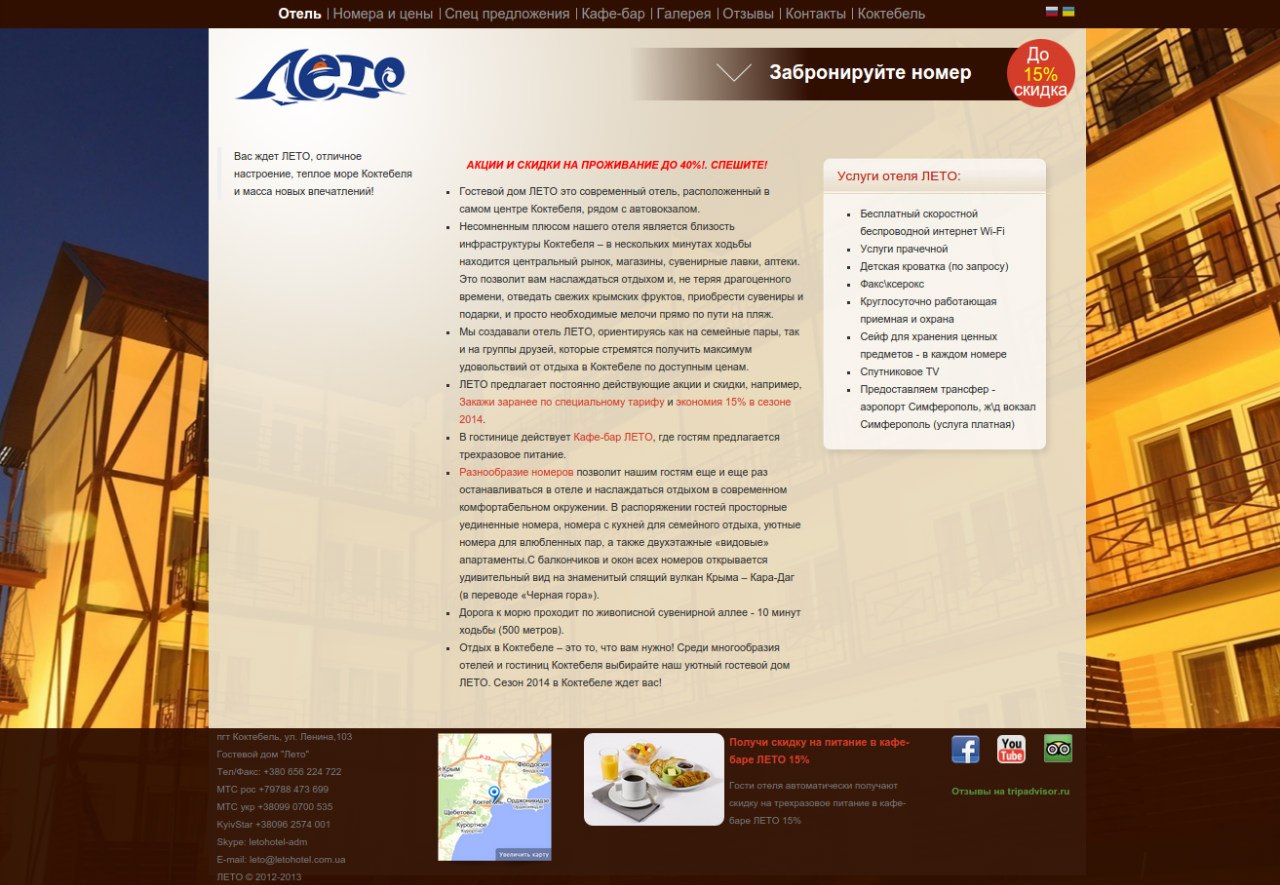 Отель | Номера и цены | Спец предложения | Кафе-бар | Галерея | Отзывы | Контакты | Коктебель
ЛЕТО
Забронируйте номер
До
15%
скидка
Вас ждет ЛЕТО, отличное
настроение, теплое море Коктебеля
и масса новых впечатлений!
АКЦИИ И СКИДКИ НА ПРОЖИВАНИЕ ДО 40%!. СПЕШИТЕ!
Гостевой дом ЛЕТО это современный отель, расположенный в
самом центре Коктебеля, рядом с автовокзалом.
Несомненным плюсом нашего отеля является близость
инфраструктуры Коктебеля – в нескольких минутах ходьбы
находится центральный рынок, магазины, сувенирные лавки, аптеки.
Это позволит вам наслаждаться отдыхом и, не теряя драгоценного
времени, отведать свежих крымских фруктов, приобрести сувениры и
подарки, и просто необходимые мелочи прямо по пути на пляж.
Мы создавали отель ЛЕТО, ориентируясь как на семейные пары, так
и на группы друзей, которые стремятся получить максимум
удовольствий от отдыха в Коктебеле по доступным ценам.
ЛЕТО предлагает постоянно действующие акции и скидки, например,
Закажи заранее по специальному тарифу и экономия 15% в сезоне
2014.
В гостинице действует Кафе-бар ЛЕТО, где гостям предлагается
трехразовое питание.
Разнообразие номеров позволит нашим гостям еще и еще раз
останавливаться в отеле и наслаждаться отдыхом в современном
комфортабельном окружении. В распоряжении гостей просторные
уединенные номера, номера с кухней для семейного отдыха, уютные
номера для влюбленных пар, а также двухэтажные «видовые»
апартаменты.С балкончиков и окон всех номеров открывается
удивительный вид на знаменитый спящий вулкан Крыма – Кара-Даг
(в переводе «Черная гора»).
Дорога к морю проходит по живописной сувенирной аллее - 10 минут
ходьбы (500 метров).
Отдых в Коктебеле – это то, что вам нужно! Среди многообразия
отелей и гостиниц Коктебеля выбирайте наш уютный гостевой дом
ЛЕТО. Сезон 2014 в Коктебеле ждет вас!
Услуги отеля ЛЕТО:
Бесплатный скоростной
беспроводной интернет Wi-Fi
Услуги прачечной
Детская кроватка (по запросу)
Факс\ксерокс
Круглосуточно работающая
приемная и охрана
Сейф для хранения ценных
предметов - в каждом номере
Спутниковое TV
Предоставляем трансфер -
аэропорт Симферополь, ж\д вокзал
Симферополь (услуга платная)
пгт Коктебель, ул. Ленина,103
Гостевой дом "Лето"
Тел/Факс: +380 656 224 722
МТС рос +79788 473 699
МТС укр +38099 0700 535
KyivStar +38096 2574 001
Skype: letohotel-adm
E-mail: leto@letohotel.com.ua
ЛЕТО © 2012-2013
Феодосия
Феодосия
Орджоникидзе
Щебетовка
Курортное
Курортне
Увеличить карту
Получи скидку на питание в кафе-
баре ЛЕТО 15%
Гости отеля автоматически получают
скидку на трехразовое питание в кафе-
баре ЛЕТО 15%
You
Tube
Отзывы на tripadvisor.ru